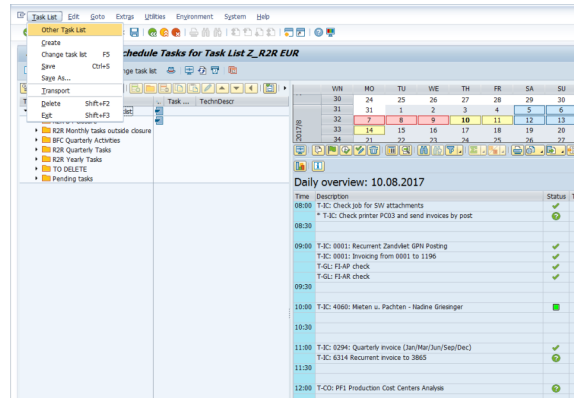 Task List Edit Goto Extras Utilities Environment System Help
Other Task List
Create
Change task list F5
Save Ctrl+S
Save As...
Transport
Delete Shift+F2
Exit Shift+F3
chedule Tasks for Task List Z_R2R EUR
nge task list
Task ... TechnDescr
list
R2R Monthly tasks outside closure
BFC Quarterly Activities
R2R Quarterly Tasks
R2R Yearly Tasks
TO DELETE
Pending tasks
WN MO TU WE TH FR SA SU
30 24 25 26 27 28 29 30
31 31 1 2 3 4 5 6
2017/8
32 7 8 9 10 11 12 13
33 14 15 16 17 18 19 20
34 21 22 23 24 25 26 27
Daily overview: 10.08.2017
Time Description Status T
08:00 T-IC: Check job for SW attachments
* T-IC: Check printer PC03 and send invoices by post
08:30
09:00 T-IC: 0001: Recurrent Zandvliet GPN Posting
T-IC: 0001: Invoicing from 0001 to 1196
T-GL: FI-AP check
T-GL: FI-AR check
09:30
10:00 T-IC: 4060: Mieten u. Pachten - Nadine Griesinger
10:30
11:00 T-IC: 0294: Quarterly invoice (Jan/Mar/Jun/Sep/Dec)
T-IC: 6314 Recurrent invoice to 3865
11:30
12:00 T-CO: PF1 Production Cost Centers Analysis